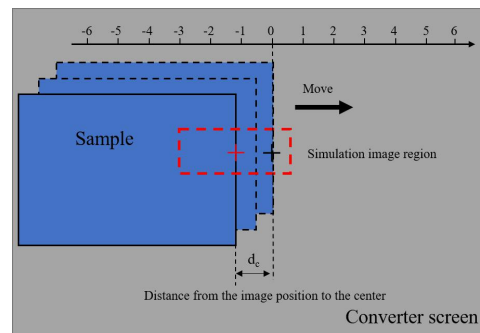 -6 -5 -4 -3 -2 -1 0 1 2 3 4 5 6
Move
Sample
Simulation image region
d_c
Distance from the image position to the center
Converter screen